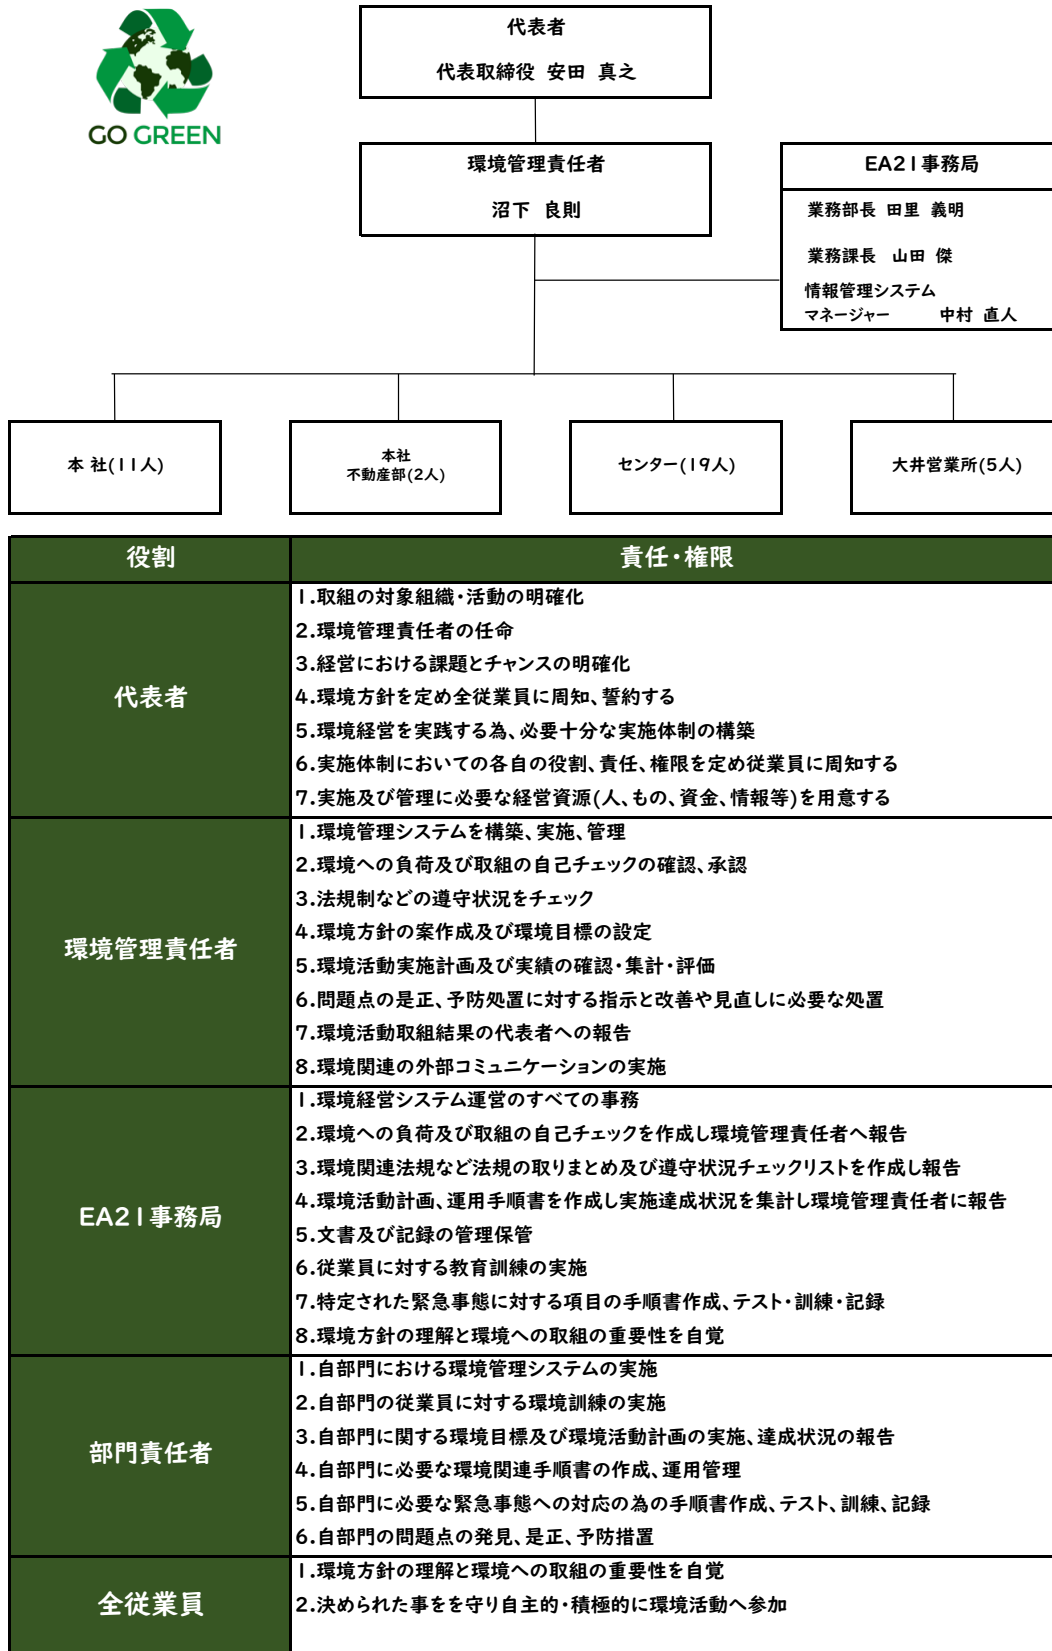 GO GREEN
代表者
代表取締役 安田 真之
環境管理責任者
沼下 良則
EA21事務局
業務部長 田里 義明
業務課長 山田 傑
情報管理システム
マネージャー 中村 直人
本 社(11人)
本社
不動産部(2人)
センター(19人)
大井営業所(5人)
役割
責任・権限
代表者
1.取組の対象組織・活動の明確化
2.環境管理責任者の任命
3.経営における課題とチャンスの明確化
4.環境方針を定め全従業員に周知、誓約する
5.環境経営を実践する為、必要十分な実施体制の構築
6.実施体制においての各自の役割、責任、権限を定め従業員に周知する
7.実施及び管理に必要な経営資源(人、もの、資金、情報等)を用意する
環境管理責任者
1.環境管理システムを構築、実施、管理
2.環境への負荷及び取組の自己チェックの確認、承認
3.法規制などの遵守状況をチェック
4.環境方針の案作成及び環境目標の設定
5.環境活動実施計画及び実績の確認・集計・評価
6.問題点の是正、予防処置に対する指示と改善や見直しに必要な処置
7.環境活動取組結果の代表者への報告
8.環境関連の外部コミュニケーションの実施
EA21事務局
1.環境経営システム運営のすべての事務
2.環境への負荷及び取組の自己チェックを作成し環境管理責任者へ報告
3.環境関連法規など法規の取りまとめ及び遵守状況チェックリストを作成し報告
4.環境活動計画、運用手順書を作成し実施達成状況を集計し環境管理責任者に報告
5.文書及び記録の管理保管
6.従業員に対する教育訓練の実施
7.特定された緊急事態に対する項目の手順書作成、テスト・訓練・記録
8.環境方針の理解と環境への取組の重要性を自覚
部門責任者
1.自部門における環境管理システムの実施
2.自部門の従業員に対する環境訓練の実施
3.自部門に関する環境目標及び環境活動計画の実施、達成状況の報告
4.自部門に必要な環境関連手順書の作成、運用管理
5.自部門に必要な緊急事態への対応の為の手順書作成、テスト、訓練、記録
6.自部門の問題点の発見、是正、予防措置
全従業員
1.環境方針の理解と環境への取組の重要性を自覚
2.決められた事をを守り自主的・積極的に環境活動へ参加